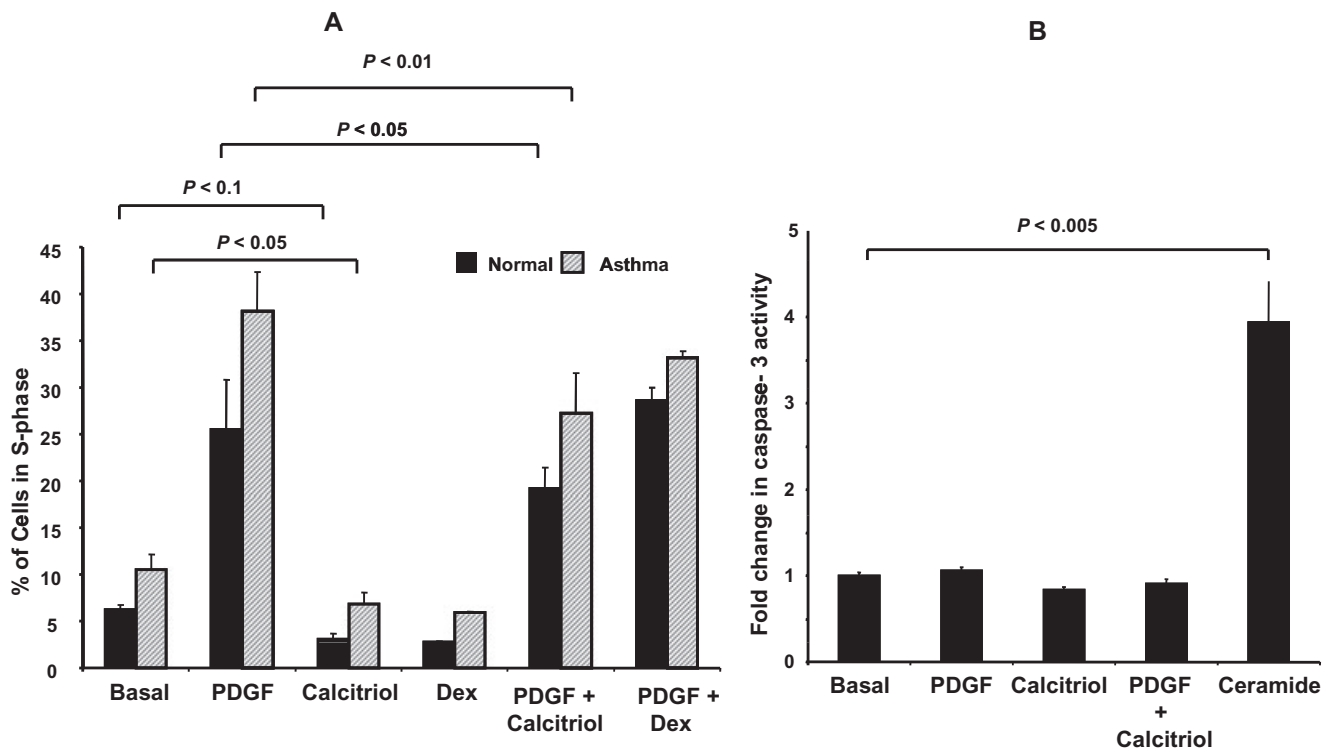 A
P < 0.01
P < 0.05
P < 0.1
P < 0.05
Normal Asthma
45
40
35
30
25
20
15
10
5
0
% of Cells in S-phase
Basal PDGF Calcitriol Dex PDGF + Calcitriol PDGF + Dex
B
P < 0.005
5
4
3
2
1
0
Fold change in caspase- 3 activity
Basal PDGF Calcitriol PDGF + Calcitriol Ceramide